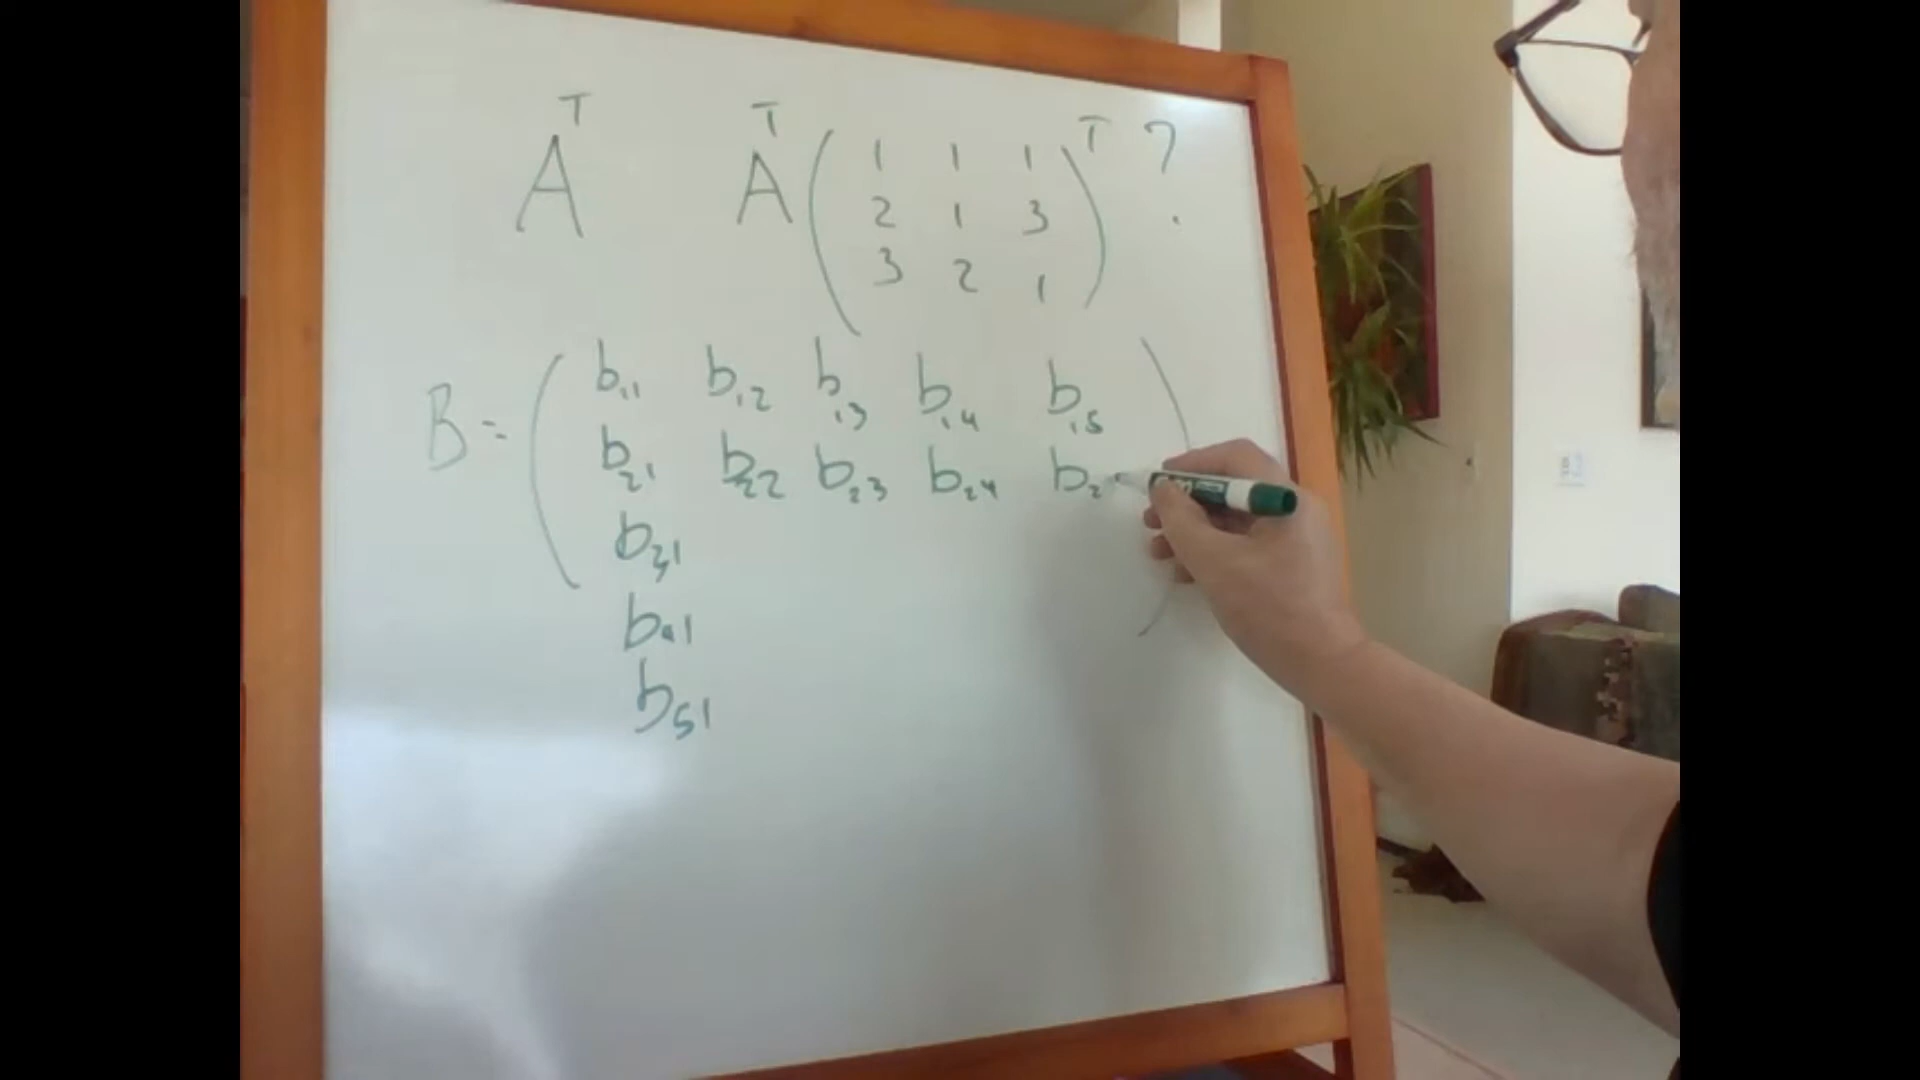 A^T A^T ( 1 1 1 )^T ?
2 1 3
3 2 1
B = ( b11 b12 b13 b14 b15 )
b21 b22 b23 b24 b2
b31
b41
b51